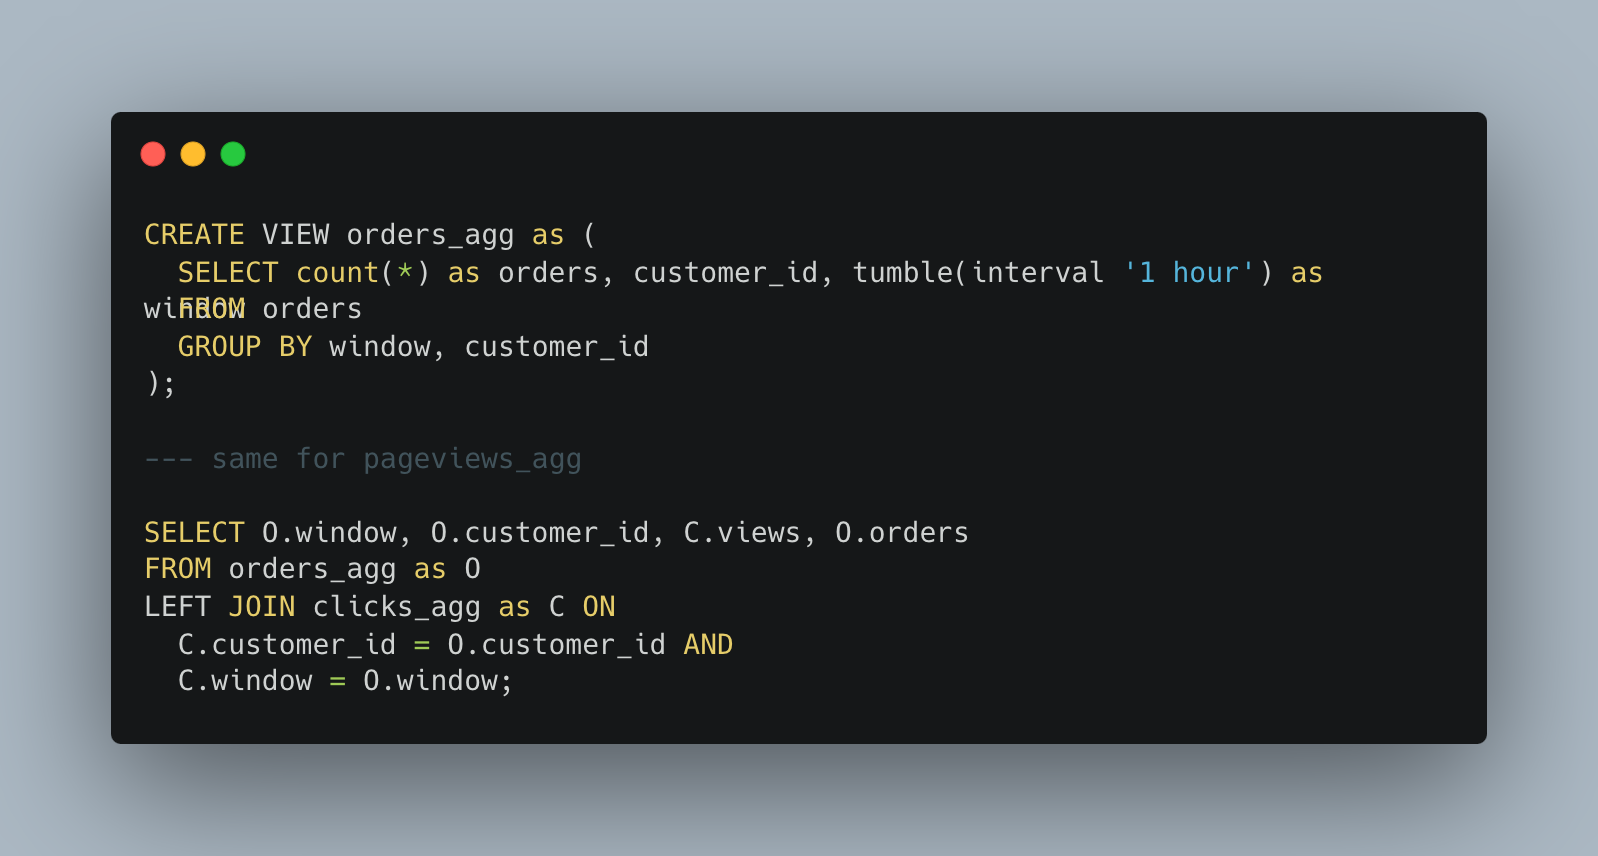 CREATE VIEW orders_agg as (
  SELECT count(*) as orders, customer_id, tumble(interval '1 hour') as
window
  FROM orders
  GROUP BY window, customer_id
);

--- same for pageviews_agg

SELECT O.window, O.customer_id, C.views, O.orders
FROM orders_agg as O
LEFT JOIN clicks_agg as C ON
  C.customer_id = O.customer_id AND
  C.window = O.window;